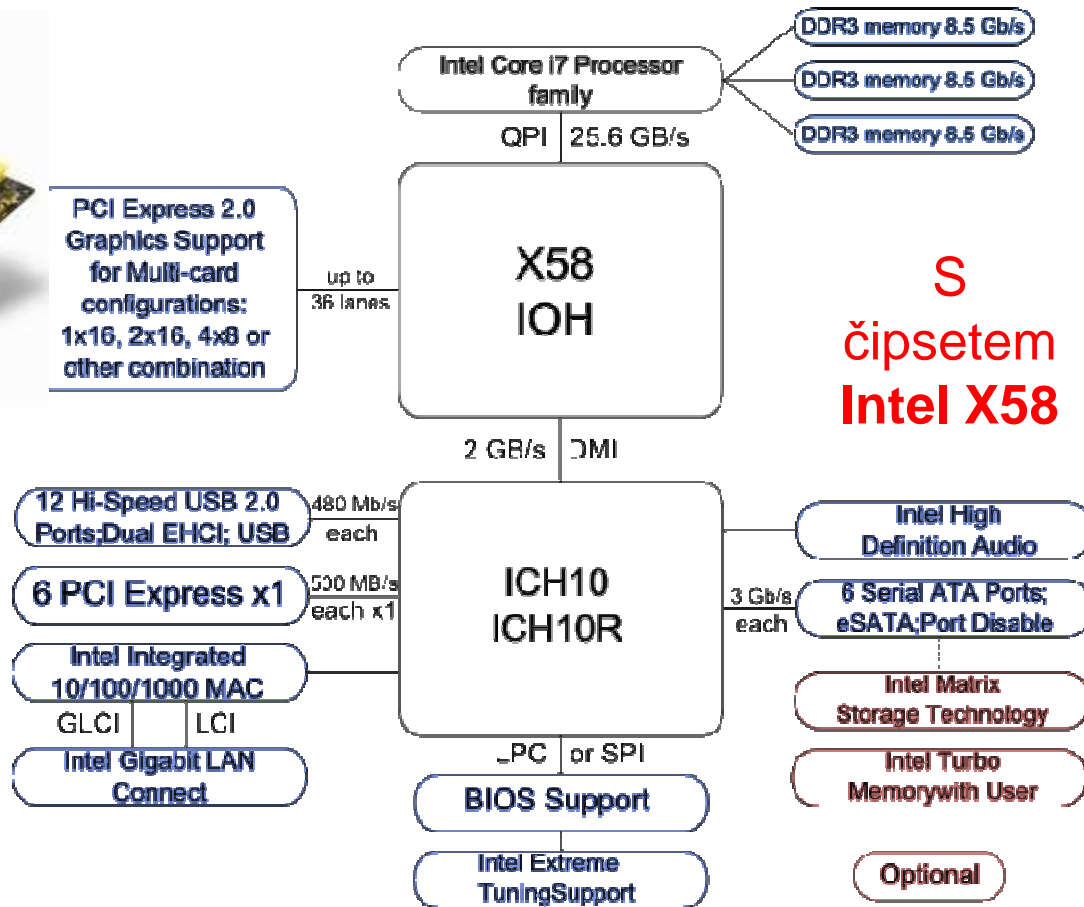 DDR3 memory 8.5 Gb/s
Intel Core i7 Processor
family
DDR3 memory 8.5 Gb/s
DDR3 memory 8.5 Gb/s
QPI 25.6 GB/s
PCI Express 2.0
Graphics Support
for Multi-card
configurations:
1x16, 2x16, 4x8 or
other combination
up to
36 lanes
X58
IOH
S
čipsetem
Intel X58
2 GB/s DMI
12 Hi-Speed USB 2.0
Ports;Dual EHCI; USB
480 Mb/s
each
6 PCI Express x1
500 MB/s
each x1
Intel Integrated
10/100/1000 MAC
GLCI LCI
Intel Gigabit LAN
Connect
ICH10
ICH10R
Intel High
Definition Audio
3 Gb/s
each
6 Serial ATA Ports;
eSATA;Port Disable
Intel Matrix
Storage Technology
Intel Turbo
Memorywith User
LPC or SPI
BIOS Support
Intel Extreme
TuningSupport
Optional